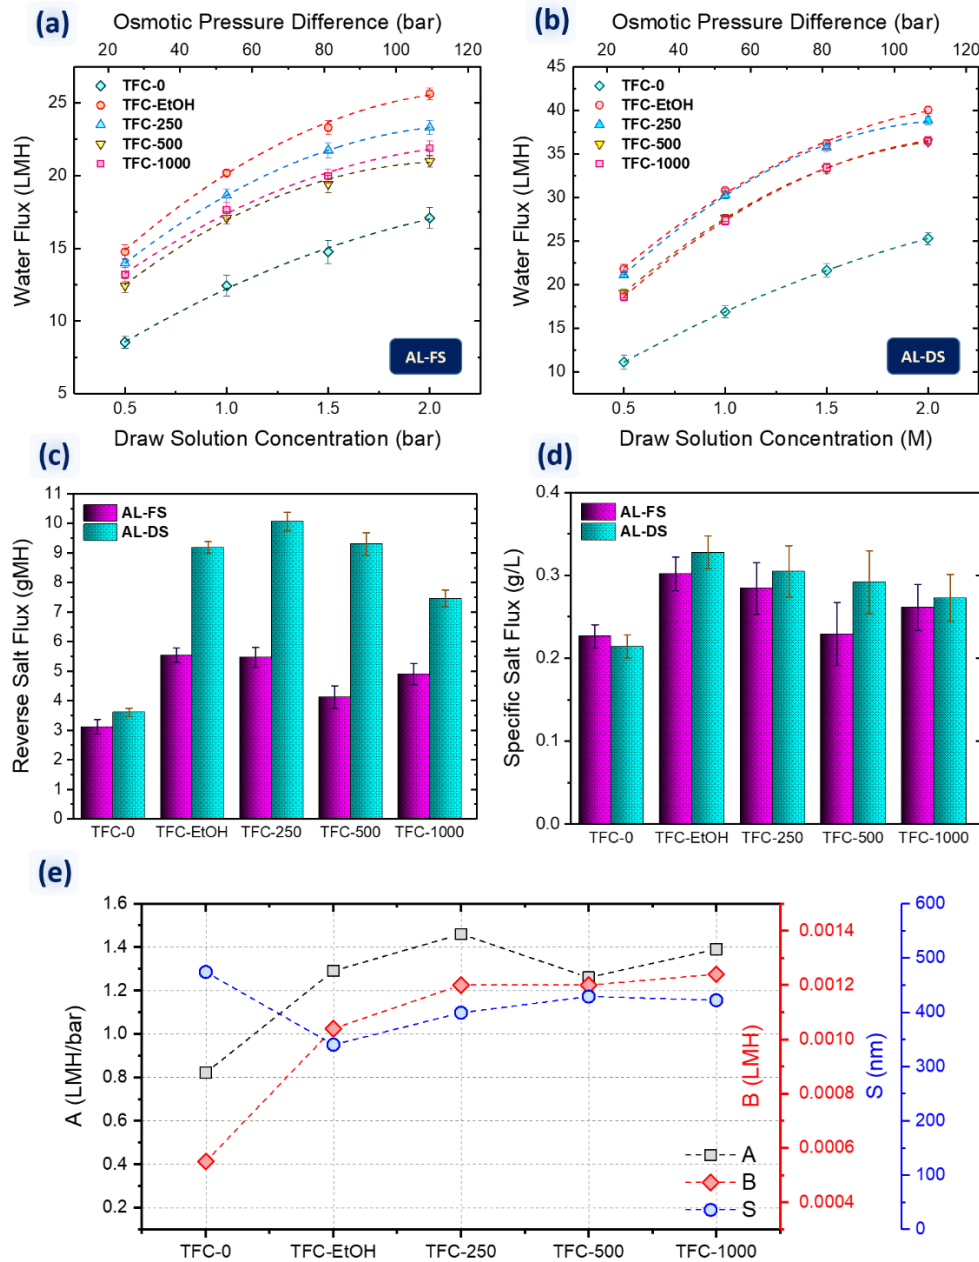 (a)
Osmotic Pressure Difference (bar)
20 40 60 80 100 120
TFC-0
TFC-EtOH
TFC-250
TFC-500
TFC-1000
Water Flux (LMH)
25
20
15
10
5
AL-FS
0.5 1.0 1.5 2.0
Draw Solution Concentration (bar)
(b)
Osmotic Pressure Difference (bar)
20 40 60 80 100 120
TFC-0
TFC-EtOH
TFC-250
TFC-500
TFC-1000
Water Flux (LMH)
45
40
35
30
25
20
15
10
AL-DS
0.5 1.0 1.5 2.0
Draw Solution Concentration (M)
(c)
AL-FS
AL-DS
Reverse Salt Flux (gMH)
11
10
9
8
7
6
5
4
3
2
1
0
TFC-0 TFC-EtOH TFC-250 TFC-500 TFC-1000
(d)
AL-FS
AL-DS
Specific Salt Flux (g/L)
0.4
0.3
0.2
0.1
0.0
TFC-0 TFC-EtOH TFC-250 TFC-500 TFC-1000
(e)
A (LMH/bar)
1.6
1.4
1.2
1.0
0.8
0.6
0.4
0.2
B (LMH)
0.0014
0.0012
0.0010
0.0008
0.0006
0.0004
S (nm)
600
500
400
300
200
100
0
A
B
S
TFC-0 TFC-EtOH TFC-250 TFC-500 TFC-1000